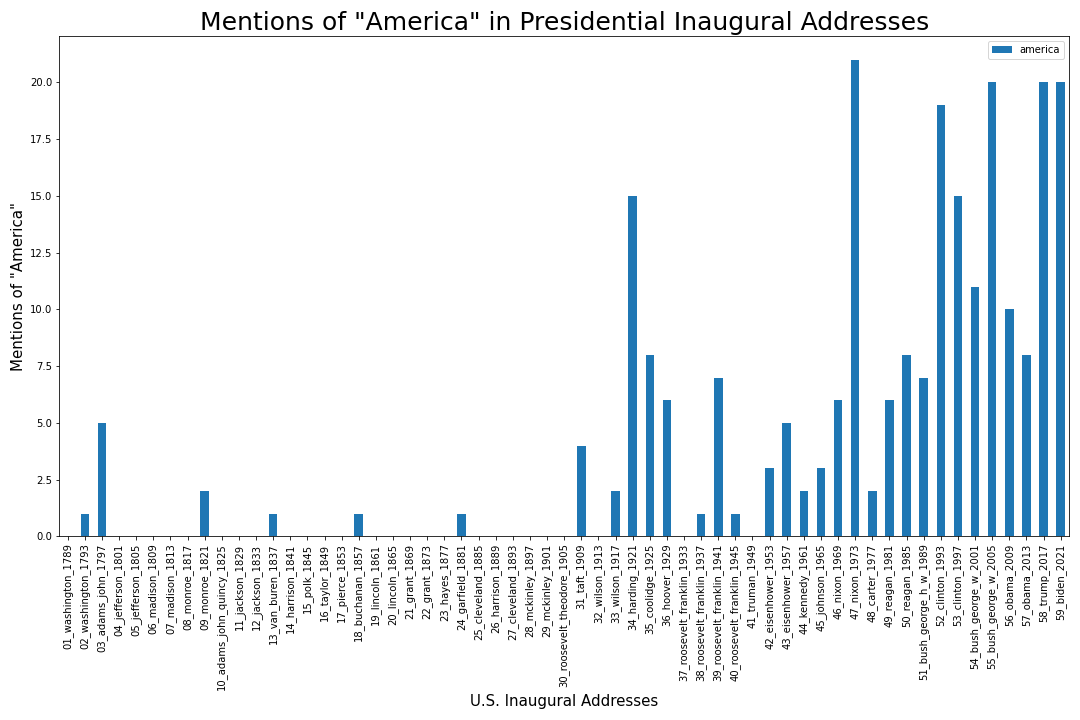 Mentions of "America" in Presidential Inaugural Addresses
america
Mentions of "America"
20.0
17.5
15.0
12.5
10.0
7.5
5.0
2.5
0.0
01_washington_1789
02_washington_1793
03_adams_john_1797
04_jefferson_1801
05_jefferson_1805
06_madison_1809
07_madison_1813
08_monroe_1817
09_monroe_1821
10_adams_john_quincy_1825
11_jackson_1829
12_jackson_1833
13_van_buren_1837
14_harrison_1841
15_polk_1845
16_taylor_1849
17_pierce_1853
18_buchanan_1857
19_lincoln_1861
20_lincoln_1865
21_grant_1869
22_grant_1873
23_hayes_1877
24_garfield_1881
25_cleveland_1885
26_harrison_1889
27_cleveland_1893
28_mckinley_1897
29_mckinley_1901
30_roosevelt_theodore_1905
31_taft_1909
32_wilson_1913
33_wilson_1917
34_harding_1921
35_coolidge_1925
36_hoover_1929
37_roosevelt_franklin_1933
38_roosevelt_franklin_1937
39_roosevelt_franklin_1941
40_roosevelt_franklin_1945
41_truman_1949
42_eisenhower_1953
43_eisenhower_1957
44_kennedy_1961
45_johnson_1965
46_nixon_1969
47_nixon_1973
48_carter_1977
49_reagan_1981
50_reagan_1985
51_bush_george_h_w_1989
52_clinton_1993
53_clinton_1997
54_bush_george_w_2001
55_bush_george_w_2005
56_obama_2009
57_obama_2013
58_trump_2017
59_biden_2021
U.S. Inaugural Addresses